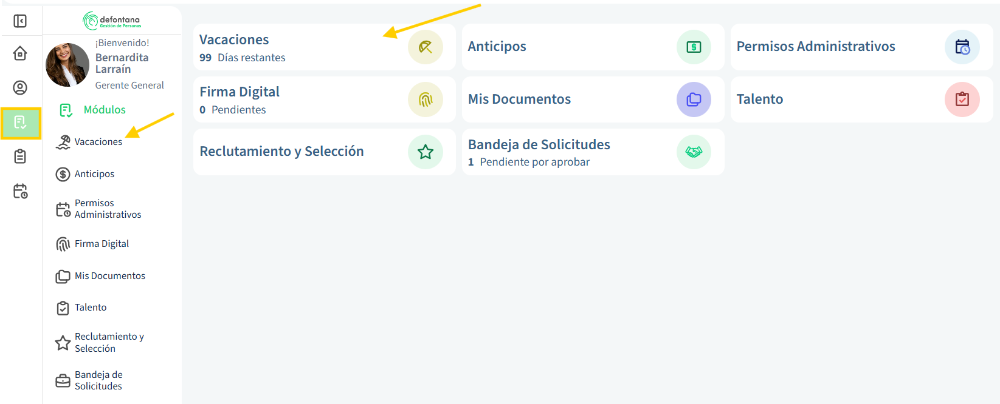 defontana
Gestión de Personas
¡Bienvenido!
Bernardita
Larraín
Gerente General
Módulos
Vacaciones
Anticipos
Permisos
Administrativos
Firma Digital
Mis Documentos
Talento
Reclutamiento y
Selección
Bandeja de
Solicitudes
Vacaciones
99 Días restantes
Anticipos
Permisos Administrativos
Firma Digital
0 Pendientes
Mis Documentos
Talento
Reclutamiento y Selección
Bandeja de Solicitudes
1 Pendiente por aprobar